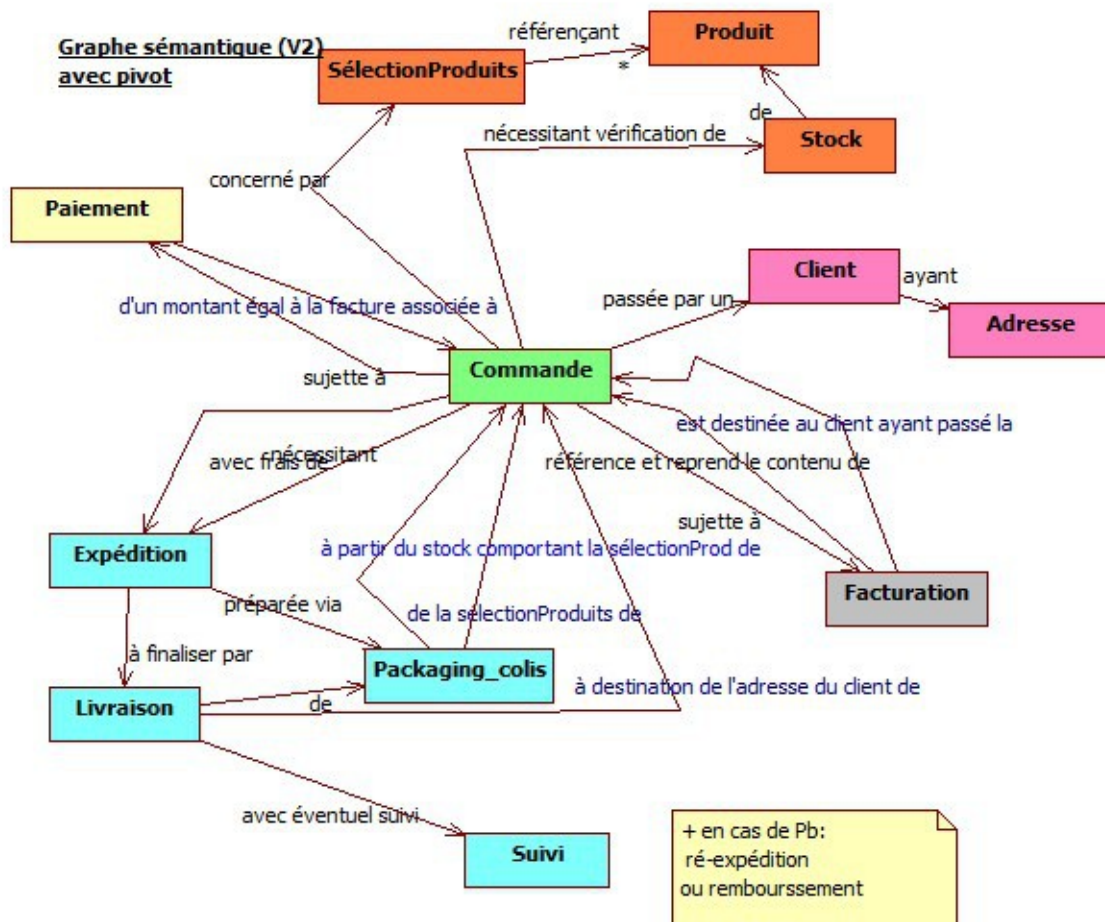 Graphe sémantique (V2)
avec pivot
référençant
Produit
SélectionProduits
*
de
nécessitant vérification de
Stock
concerné par
Paiement
Client
ayant
passée par un
d'un montant égal à la facture associée à
Adresse
Commande
sujette à
est destinée au client ayant passé la
nécessitant
avec frais de
référence et reprend le contenu de
sujette à
Expédition
à partir du stock comportant la sélectionProd de
Facturation
préparée via
de la sélectionProduits de
à finaliser par
Packaging_colis
à destination de l'adresse du client de
Livraison
de
avec éventuel suivi
Suivi
+ en cas de Pb:
ré-expédition
ou rembourssement